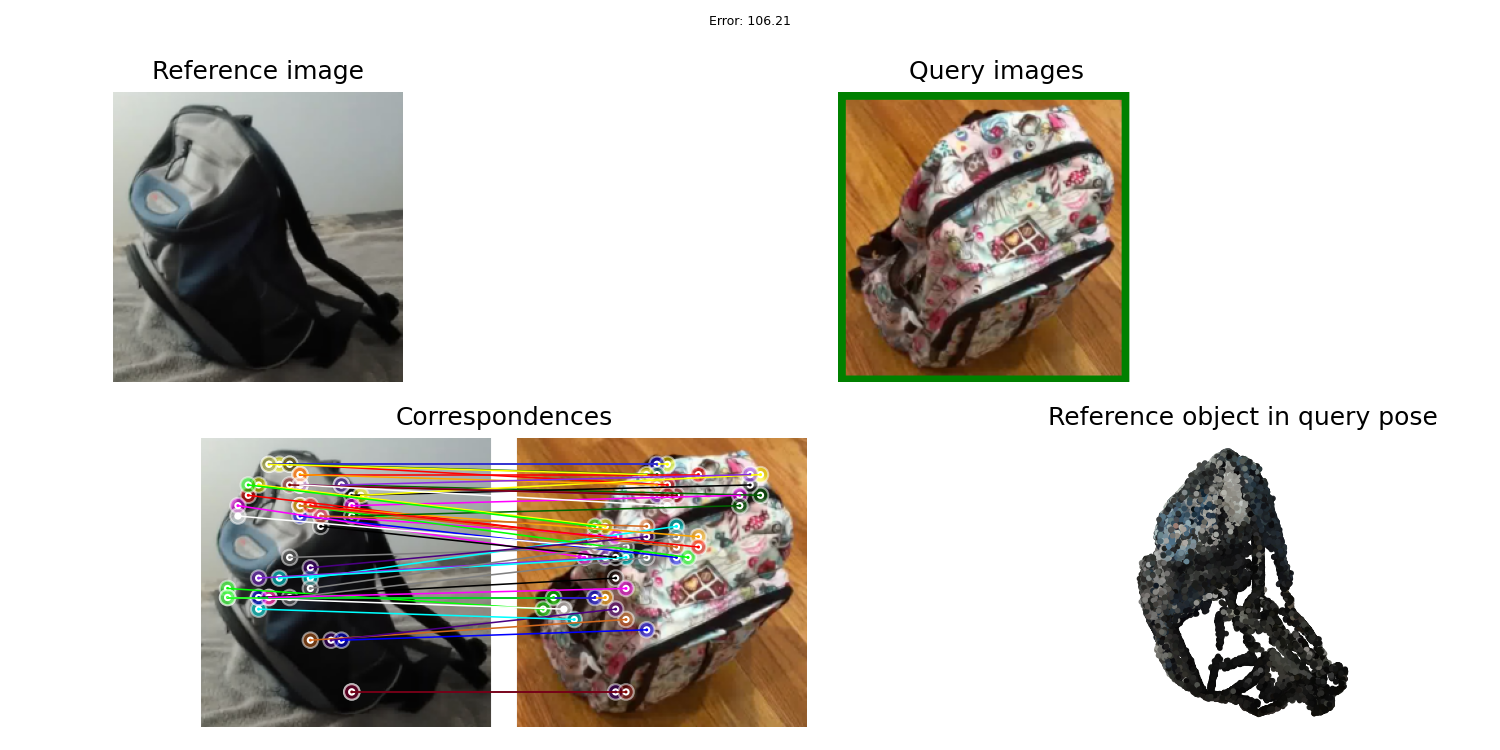 Error: 106.21
Reference image
Query images
Correspondences
Reference object in query pose